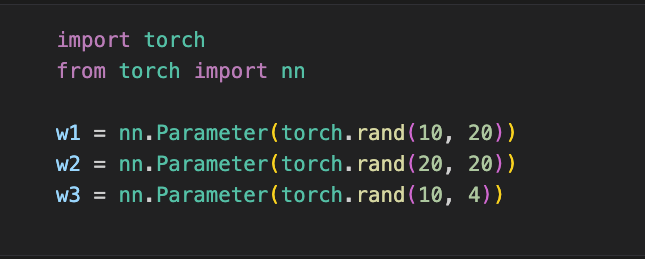 import torch
from torch import nn
w1 = nn.Parameter(torch.rand(10, 20))
w2 = nn.Parameter(torch.rand(20, 20))
w3 = nn.Parameter(torch.rand(10, 4))